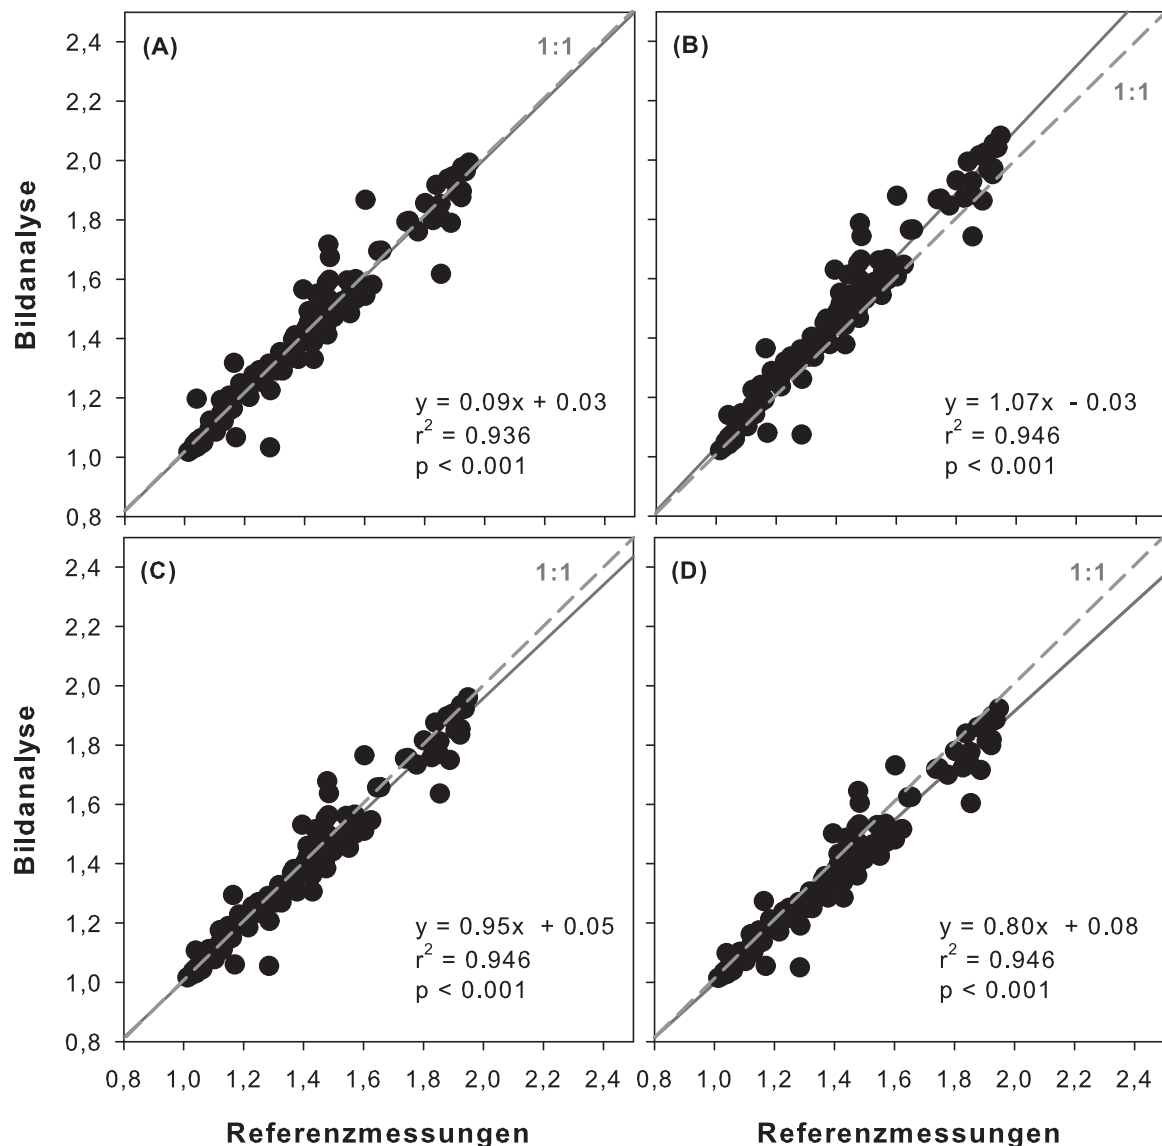 2,4
2,2
2,0
1,8
1,6
1,4
1,2
1,0
0,8
Bildanalyse
(A)
1:1
y = 0.09x + 0.03
r² = 0.936
p < 0.001
(B)
1:1
y = 1.07x - 0.03
r² = 0.946
p < 0.001
2,4
2,2
2,0
1,8
1,6
1,4
1,2
1,0
0,8
Bildanalyse
(C)
1:1
y = 0.95x + 0.05
r² = 0.946
p < 0.001
(D)
1:1
y = 0.80x + 0.08
r² = 0.946
p < 0.001
0,8 1,0 1,2 1,4 1,6 1,8 2,0 2,2 2,4 0,8 1,0 1,2 1,4 1,6 1,8 2,0 2,2 2,4
Referenzmessungen Referenzmessungen